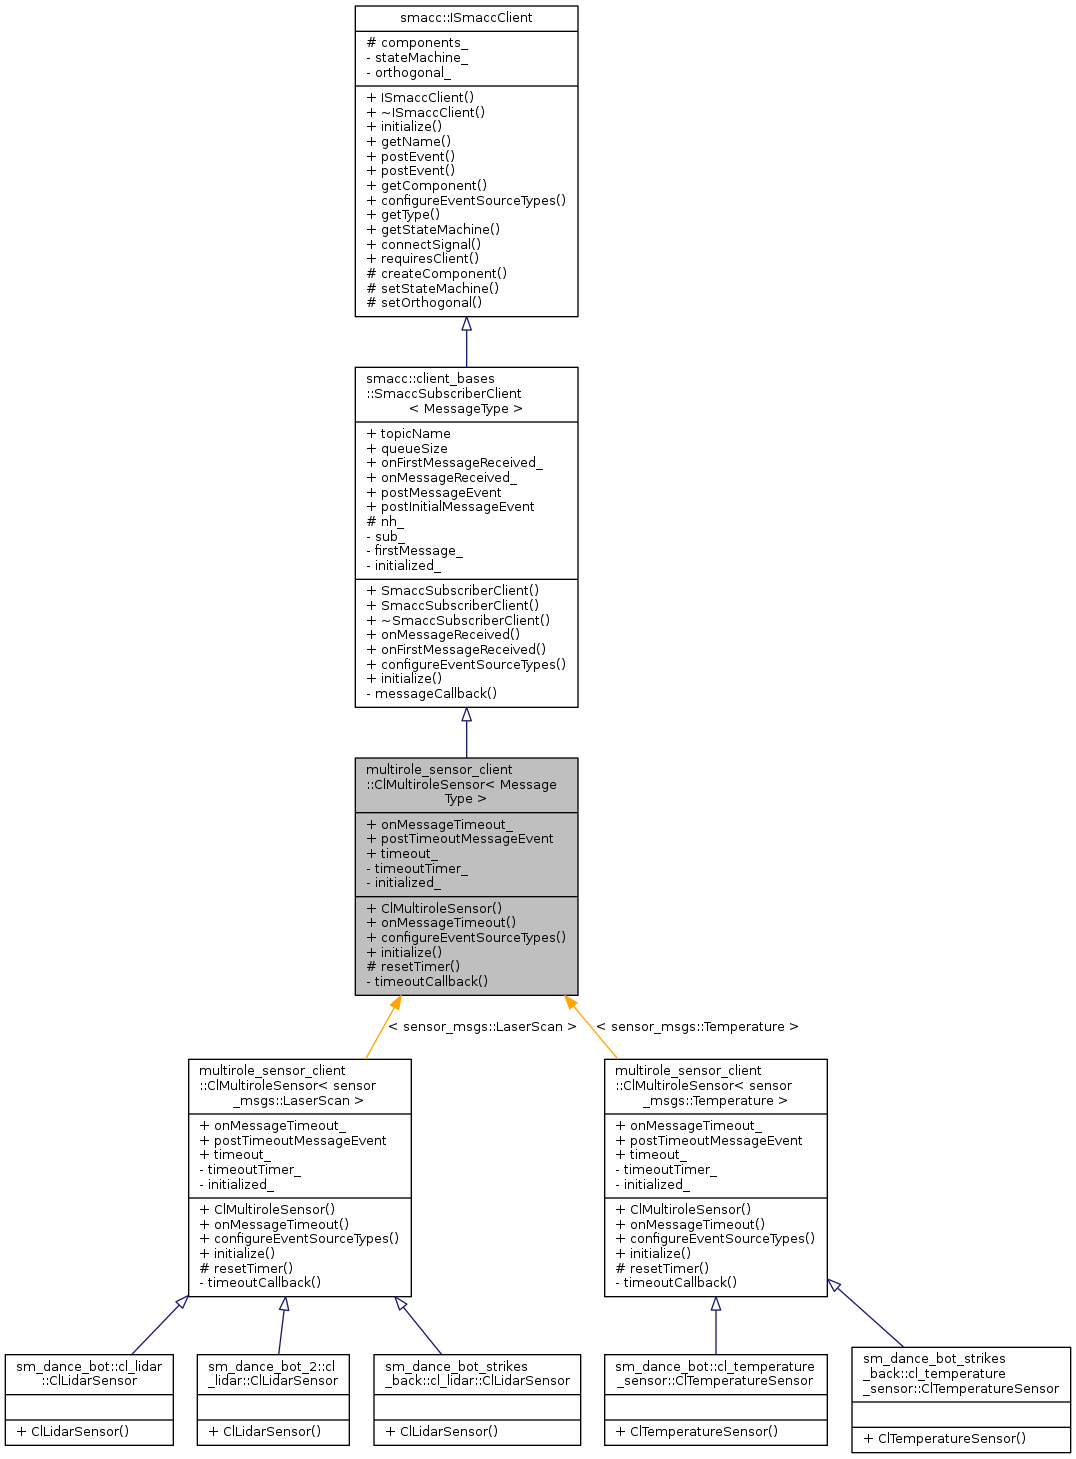 smacc::ISmaccClient
# components_
- stateMachine_
- orthogonal_
+ ISmaccClient()
+ ~ISmaccClient()
+ initialize()
+ getName()
+ postEvent()
+ postEvent()
+ getComponent()
+ configureEventSourceTypes()
+ getType()
+ getStateMachine()
+ connectSignal()
+ requiresClient()
# createComponent()
# setStateMachine()
# setOrthogonal()
smacc::client_bases
::SmaccSubscriberClient
< MessageType >
+ topicName
+ queueSize
+ onFirstMessageReceived_
+ onMessageReceived_
+ postMessageEvent
+ postInitialMessageEvent
# nh_
- sub_
- firstMessage_
- initialized_
+ SmaccSubscriberClient()
+ SmaccSubscriberClient()
+ ~SmaccSubscriberClient()
+ onMessageReceived()
+ onFirstMessageReceived()
+ configureEventSourceTypes()
+ initialize()
- messageCallback()
multirole_sensor_client
::ClMultiroleSensor< Message
Type >
+ onMessageTimeout_
+ postTimeoutMessageEvent
+ timeout_
- timeoutTimer_
- initialized_
+ ClMultiroleSensor()
+ onMessageTimeout()
+ configureEventSourceTypes()
+ initialize()
# resetTimer()
- timeoutCallback()
< sensor_msgs::LaserScan >
< sensor_msgs::Temperature >
multirole_sensor_client
::ClMultiroleSensor< sensor
_msgs::LaserScan >
+ onMessageTimeout_
+ postTimeoutMessageEvent
+ timeout_
- timeoutTimer_
- initialized_
+ ClMultiroleSensor()
+ onMessageTimeout()
+ configureEventSourceTypes()
+ initialize()
# resetTimer()
- timeoutCallback()
multirole_sensor_client
::ClMultiroleSensor< sensor
_msgs::Temperature >
+ onMessageTimeout_
+ postTimeoutMessageEvent
+ timeout_
- timeoutTimer_
- initialized_
+ ClMultiroleSensor()
+ onMessageTimeout()
+ configureEventSourceTypes()
+ initialize()
# resetTimer()
- timeoutCallback()
sm_dance_bot::cl_lidar
::ClLidarSensor
+ ClLidarSensor()
sm_dance_bot_2::cl
_lidar::ClLidarSensor
+ ClLidarSensor()
sm_dance_bot_strikes
_back::cl_lidar::ClLidarSensor
+ ClLidarSensor()
sm_dance_bot::cl_temperature
_sensor::ClTemperatureSensor
+ ClTemperatureSensor()
sm_dance_bot_strikes
_back::cl_temperature
_sensor::ClTemperatureSensor
+ ClTemperatureSensor()